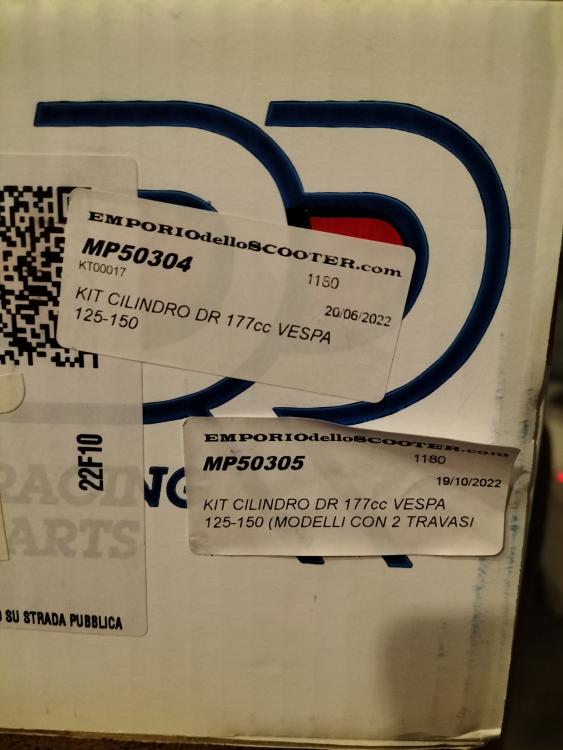 DR
EMPORIOdelloSCOOTER.com
MP50304
KT00017
1180
20/06/2022
KIT CILINDRO DR 177cc VESPA
125-150
EMPORIOdelloSCOOTER.com
MP50305
1180
19/10/2022
KIT CILINDRO DR 177cc VESPA
125-150 (MODELLI CON 2 TRAVASI
22F10
RACING
PARTS
SU STRADA PUBBLICA